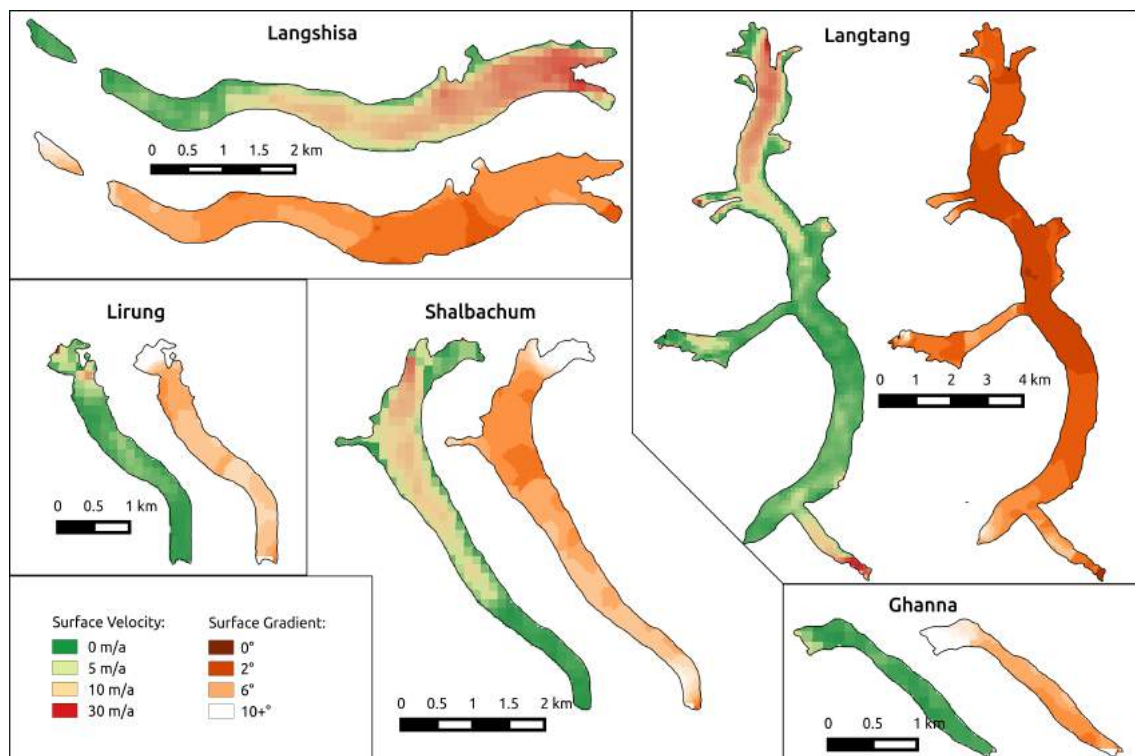 Langshisa
0 0.5 1 1.5 2 km
Langtang
0 1 2 3 4 km
Lirung
0 0.5 1 km
Shalbachum
0 0.5 1 1.5 2 km
Surface Velocity:
0 m/a
5 m/a
10 m/a
30 m/a
Surface Gradient:
0°
2°
6°
10+°
Ghanna
0 0.5 1 km